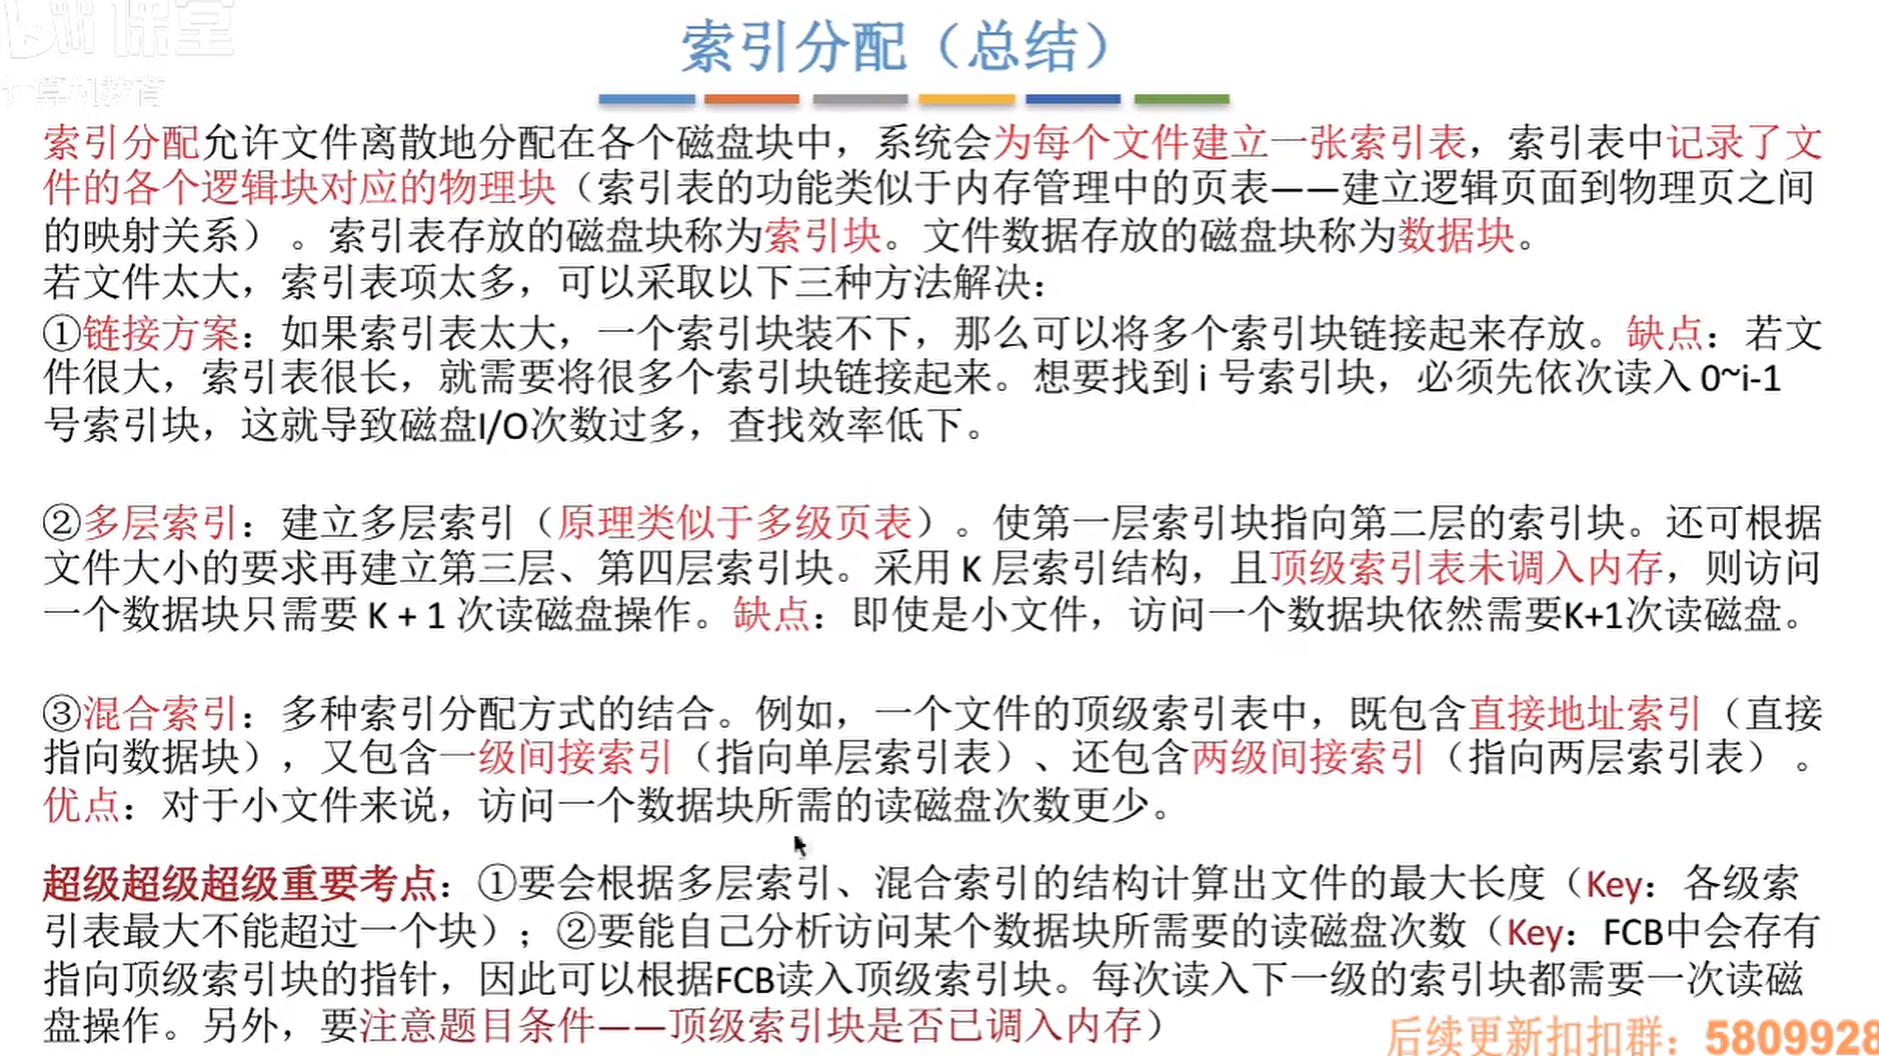 课堂
计算机教育
索引分配（总结）
索引分配允许文件离散地分配在各个磁盘块中，系统会为每个文件建立一张索引表，索引表中记录了文
件的各个逻辑块对应的物理块（索引表的功能类似于内存管理中的页表——建立逻辑页面到物理页之间
的映射关系）。索引表存放的磁盘块称为索引块。文件数据存放的磁盘块称为数据块。
若文件太大，索引表项太多，可以采取以下三种方法解决：
①链接方案：如果索引表太大，一个索引块装不下，那么可以将多个索引块链接起来存放。缺点：若文
件很大，索引表很长，就需要将很多个索引块链接起来。想要找到 i 号索引块，必须先依次读入 0~i-1
号索引块，这就导致磁盘I/O次数过多，查找效率低下。
②多层索引：建立多层索引（原理类似于多级页表）。使第一层索引块指向第二层的索引块。还可根据
文件大小的要求再建立第三层、第四层索引块。采用 K 层索引结构，且顶级索引表未调入内存，则访问
一个数据块只需要 K + 1 次读磁盘操作。缺点：即使是小文件，访问一个数据块依然需要K+1次读磁盘。
③混合索引：多种索引分配方式的结合。例如，一个文件的顶级索引表中，既包含直接地址索引（直接
指向数据块），又包含一级间接索引（指向单层索引表）、还包含两级间接索引（指向两层索引表）。
优点：对于小文件来说，访问一个数据块所需的读磁盘次数更少。
超级超级超级重要考点：①要会根据多层索引、混合索引的结构计算出文件的最大长度（Key：各级索
引表最大不能超过一个块）；②要能自己分析访问某个数据块所需要的读磁盘次数（Key：FCB中会存有
指向顶级索引块的指针，因此可以根据FCB读入顶级索引块。每次读入下一级的索引块都需要一次读磁
盘操作。另外，要注意题目条件——顶级索引块是否已调入内存）
后续更新扣扣群：5809928